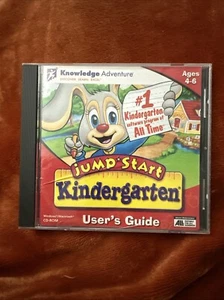 Knowledge Adventure
Ages
4-6
#1
Kindergarten
software program of
All Time
Jump Start
Kindergarten
User's Guide
CD-ROM